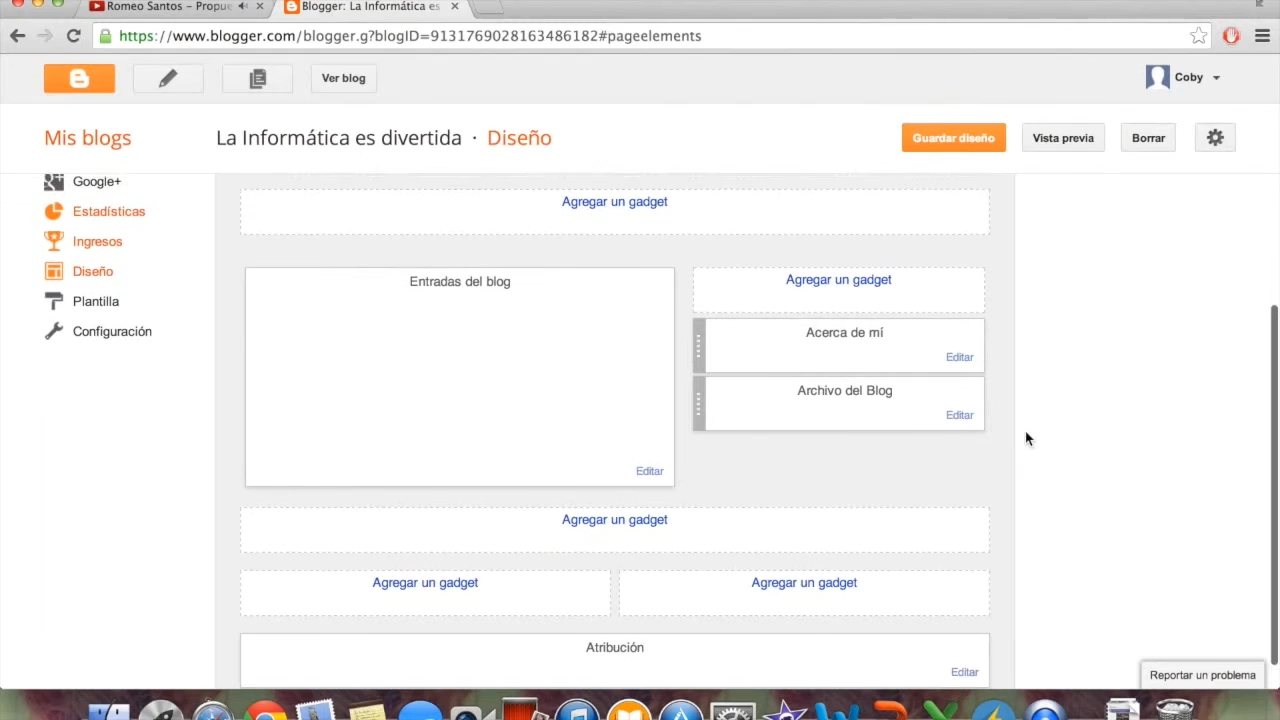 Romeo Santos – Propue
Blogger: La Informática es
https://www.blogger.com/blogger.g?blogID=9131769028163486182#pageelements
Ver blog
Coby
Mis blogs
La Informática es divertida · Diseño
Guardar diseño
Vista previa
Borrar
Google+
Estadísticas
Ingresos
Diseño
Plantilla
Configuración
Agregar un gadget
Entradas del blog
Editar
Agregar un gadget
Acerca de mí
Editar
Archivo del Blog
Editar
Agregar un gadget
Agregar un gadget
Agregar un gadget
Atribución
Editar
Reportar un problema